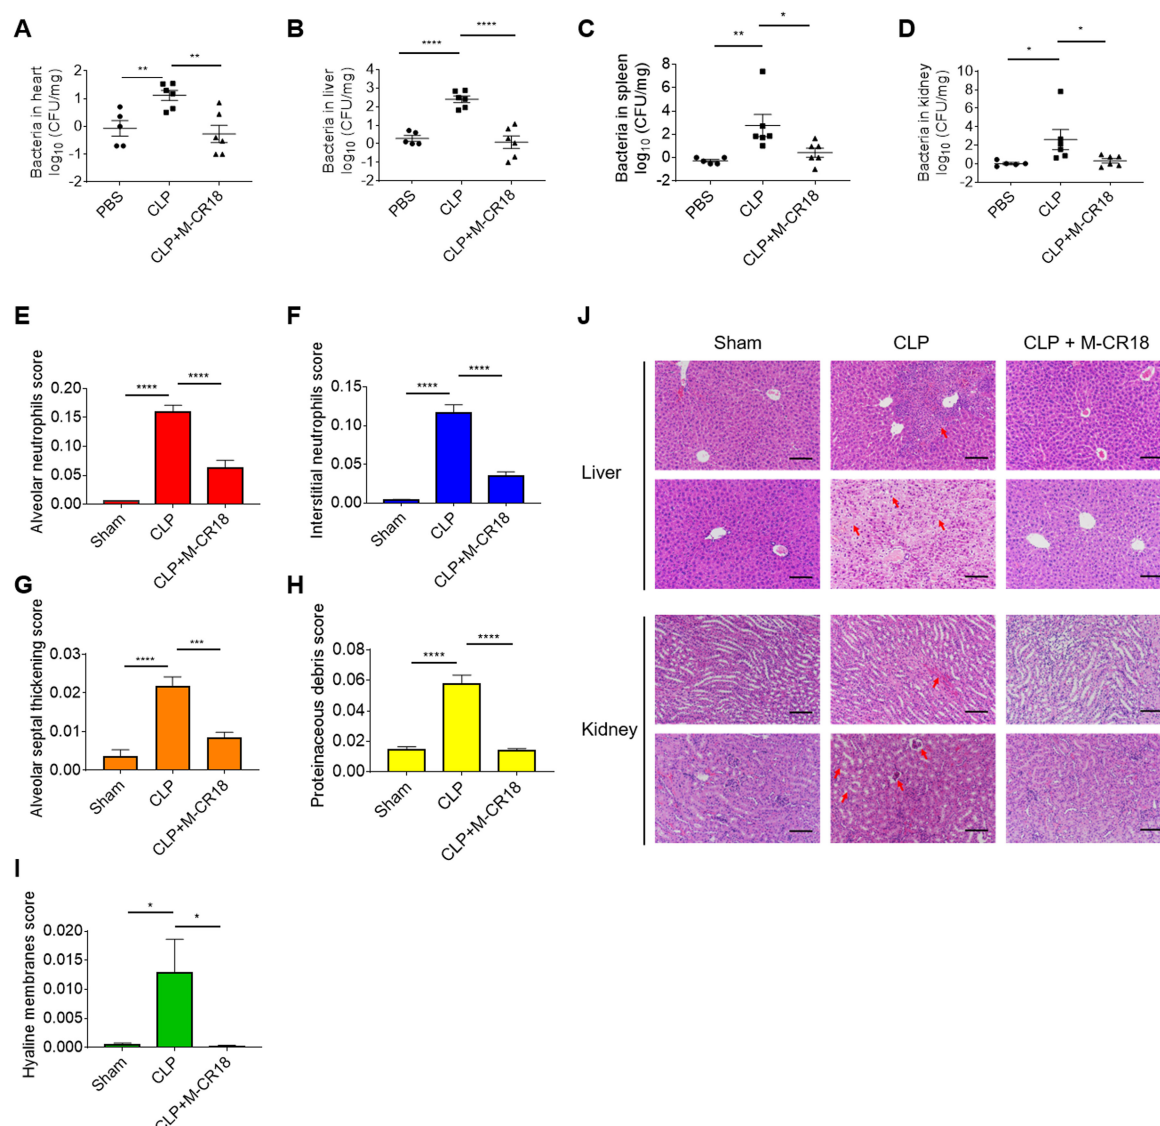 A
Bacteria in heart
log10 (CFU/mg)
2
1
0
-1
-2
**
**
PBS
CLP
CLP+M-CR18
B
Bacteria in liver
log10 (CFU/mg)
4
3
2
1
0
-1
-2
****
****
PBS
CLP
CLP+M-CR18
C
Bacteria in spleen
log10 (CFU/mg)
8
6
4
2
0
-2
**
*
PBS
CLP
CLP+M-CR18
D
Bacteria in kidney
log10 (CFU/mg)
10
8
6
4
2
0
-2
*
*
PBS
CLP
CLP+M-CR18
E
Alveolar neutrophils score
0.20
0.15
0.10
0.05
0.00
****
****
Sham
CLP
CLP+M-CR18
F
Interstitial neutrophils score
0.15
0.10
0.05
0.00
****
****
Sham
CLP
CLP+M-CR18
G
Alveolar septal thickening score
0.03
0.02
0.01
0.00
****
***
Sham
CLP
CLP+M-CR18
H
Proteinaceous debris score
0.08
0.06
0.04
0.02
0.00
****
****
Sham
CLP
CLP+M-CR18
I
Hyaline membranes score
0.020
0.015
0.010
0.005
0.000
*
*
Sham
CLP
CLP+M-CR18
J
Sham
CLP
CLP + M-CR18
Liver
Kidney